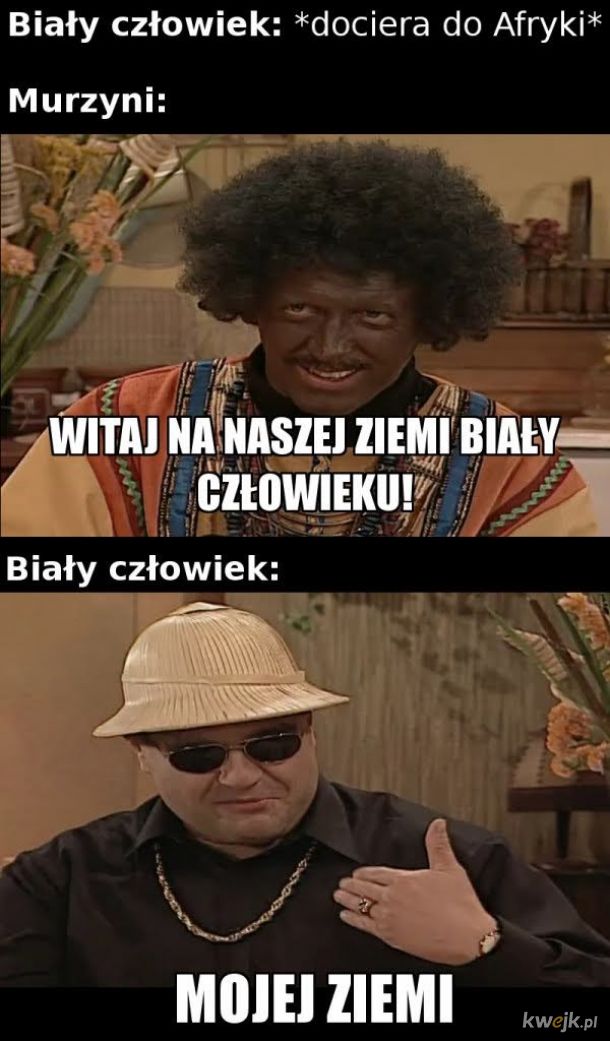 Biały człowiek: *dociera do Afryki*
Murzyni:
WITAJ NA NASZEJ ZIEMI BIAŁY
CZŁOWIEKU!
Biały człowiek:
MOJEJ ZIEMI
kwejk.pl